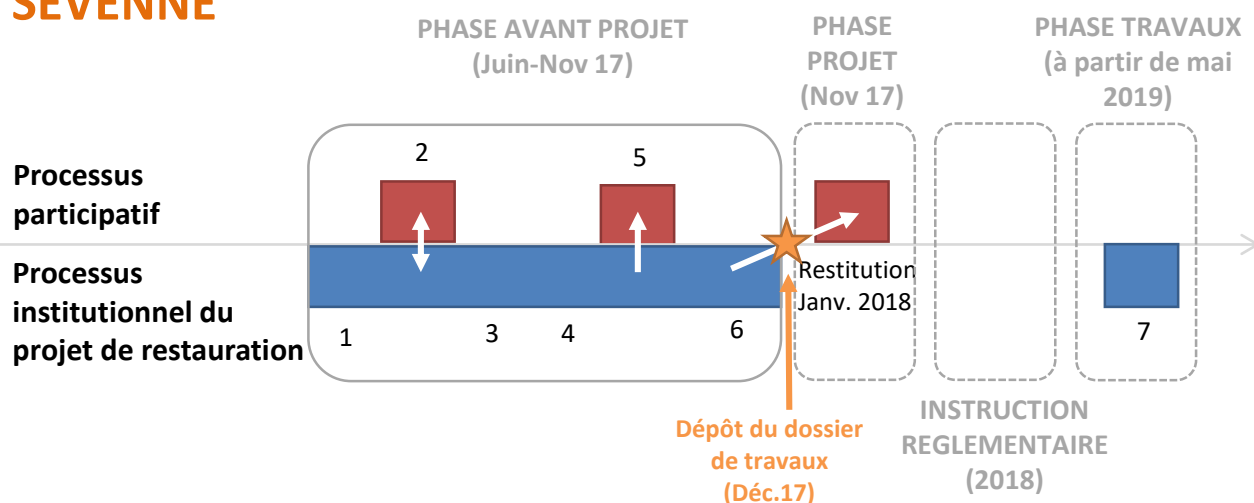 SEVENNE
PHASE AVANT PROJET
(Juin-Nov 17)
PHASE
PROJET
(Nov 17)
PHASE TRAVAUX
(à partir de mai
2019)
Processus
participatif
2
5
Processus
institutionnel du
projet de restauration
1
3
4
6
Restitution
Janv. 2018
7
Dépôt du dossier
de travaux
(Déc.17)
INSTRUCTION
REGLEMENTAIRE
(2018)